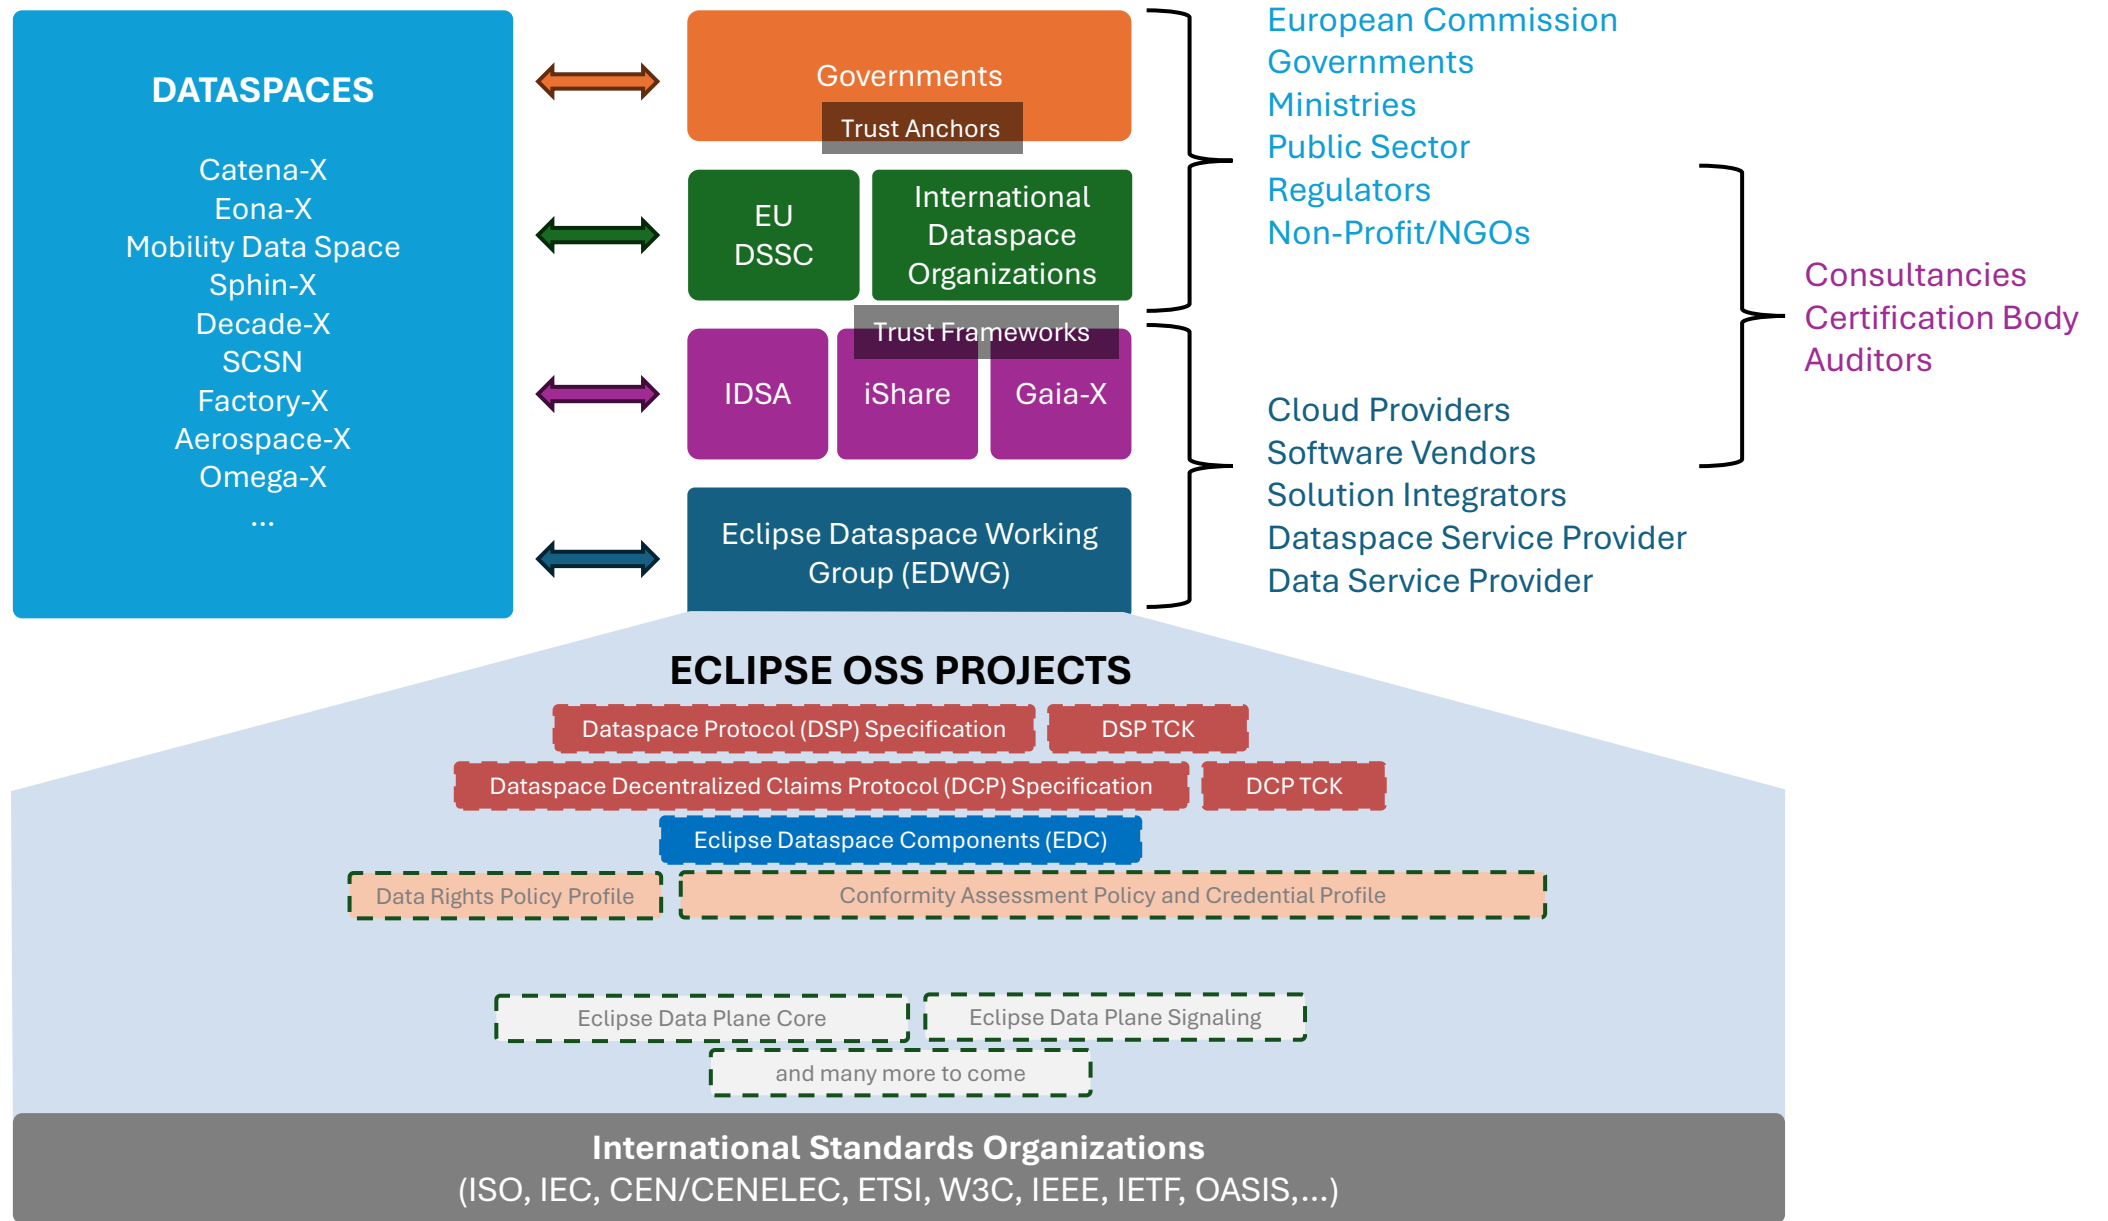 DATASPACES
Catena-X
Eona-X
Mobility Data Space
Sphin-X
Decade-X
SCSN
Factory-X
Aerospace-X
Omega-X
...
Governments
Trust Anchors
EU
DSSC
International
Dataspace
Organizations
Trust Frameworks
IDSA
iShare
Gaia-X
Eclipse Dataspace Working
Group (EDWG)
European Commission
Governments
Ministries
Public Sector
Regulators
Non-Profit/NGOs
Cloud Providers
Software Vendors
Solution Integrators
Dataspace Service Provider
Data Service Provider
Consultancies
Certification Body
Auditors
ECLIPSE OSS PROJECTS
Dataspace Protocol (DSP) Specification
DSP TCK
Dataspace Decentralized Claims Protocol (DCP) Specification
DCP TCK
Eclipse Dataspace Components (EDC)
Data Rights Policy Profile
Conformity Assessment Policy and Credential Profile
Eclipse Data Plane Core
Eclipse Data Plane Signaling
and many more to come
International Standards Organizations
(ISO, IEC, CEN/CENELEC, ETSI, W3C, IEEE, IETF, OASIS,...)